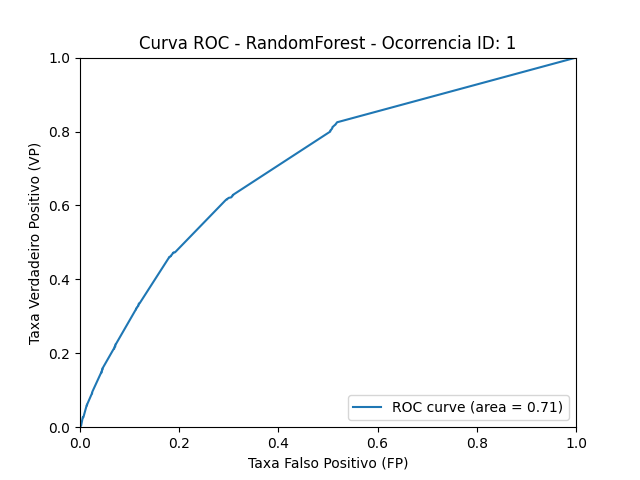 Curva ROC - RandomForest - Ocorrencia ID: 1
Taxa Verdadeiro Positivo (VP)
1.0
0.8
0.6
0.4
0.2
0.0
ROC curve (area = 0.71)
0.0 0.2 0.4 0.6 0.8 1.0
Taxa Falso Positivo (FP)